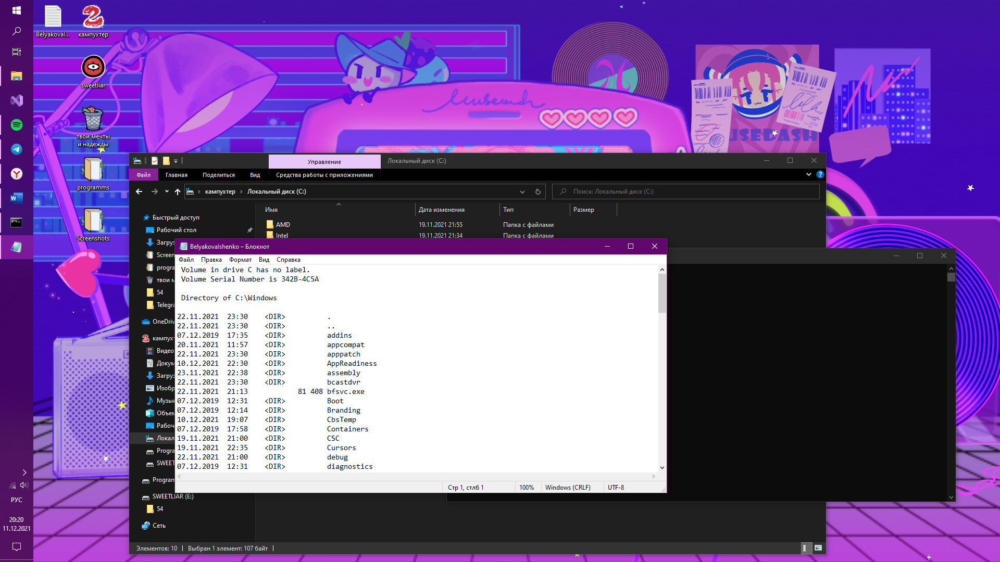 Belyakoval...
кампухтер
sweetliar
твои мечты
и надежды
programms
Screenshots
РУС
20:20
11.12.2021
Musedash
USEDASH
Управление
Локальный диск (C:)
Файл
Главная
Поделиться
Вид
Средства работы с приложениями
кампухтер
Локальный диск (C:)
Поиск: Локальный диск (C:)
Имя
Дата изменения
Тип
Размер
AMD 19.11.2021 21:55 Папка с файлами
Intel 19.11.2021 21:34 Папка с файлами
Быстрый доступ
Рабочий стол
Загруз
Screen
progra
твои м
54
Telegra
OneDriv
кампухт
Видео
Докум
Загруз
Изобр
Музык
Объем
Рабоч
Локал
Progra
SWEET
Program
SWEETLIAR (E:)
54
Сеть
Элементов: 10
Выбран 1 элемент: 107 байт
Belyakovalshenko – Блокнот
Файл Правка Формат Вид Справка
Volume in drive C has no label.
Volume Serial Number is 342B-4C5A
Directory of C:\Windows
22.11.2021 23:30 <DIR> .
22.11.2021 23:30 <DIR> ..
07.12.2019 17:35 <DIR> addins
20.11.2021 11:57 <DIR> appcompat
22.11.2021 23:30 <DIR> apppatch
10.12.2021 22:30 <DIR> AppReadiness
23.11.2021 22:38 <DIR> assembly
22.11.2021 23:30 <DIR> bcastdvr
22.11.2021 21:13 81 408 bfsvc.exe
07.12.2019 12:31 <DIR> Boot
07.12.2019 12:14 <DIR> Branding
10.12.2021 19:07 <DIR> CbsTemp
07.12.2019 17:58 <DIR> Containers
19.11.2021 21:00 <DIR> CSC
19.11.2021 22:35 <DIR> Cursors
22.11.2021 21:00 <DIR> debug
07.12.2019 12:31 <DIR> diagnostics
Стр 1, стлб 1
100%
Windows (CRLF)
UTF-8